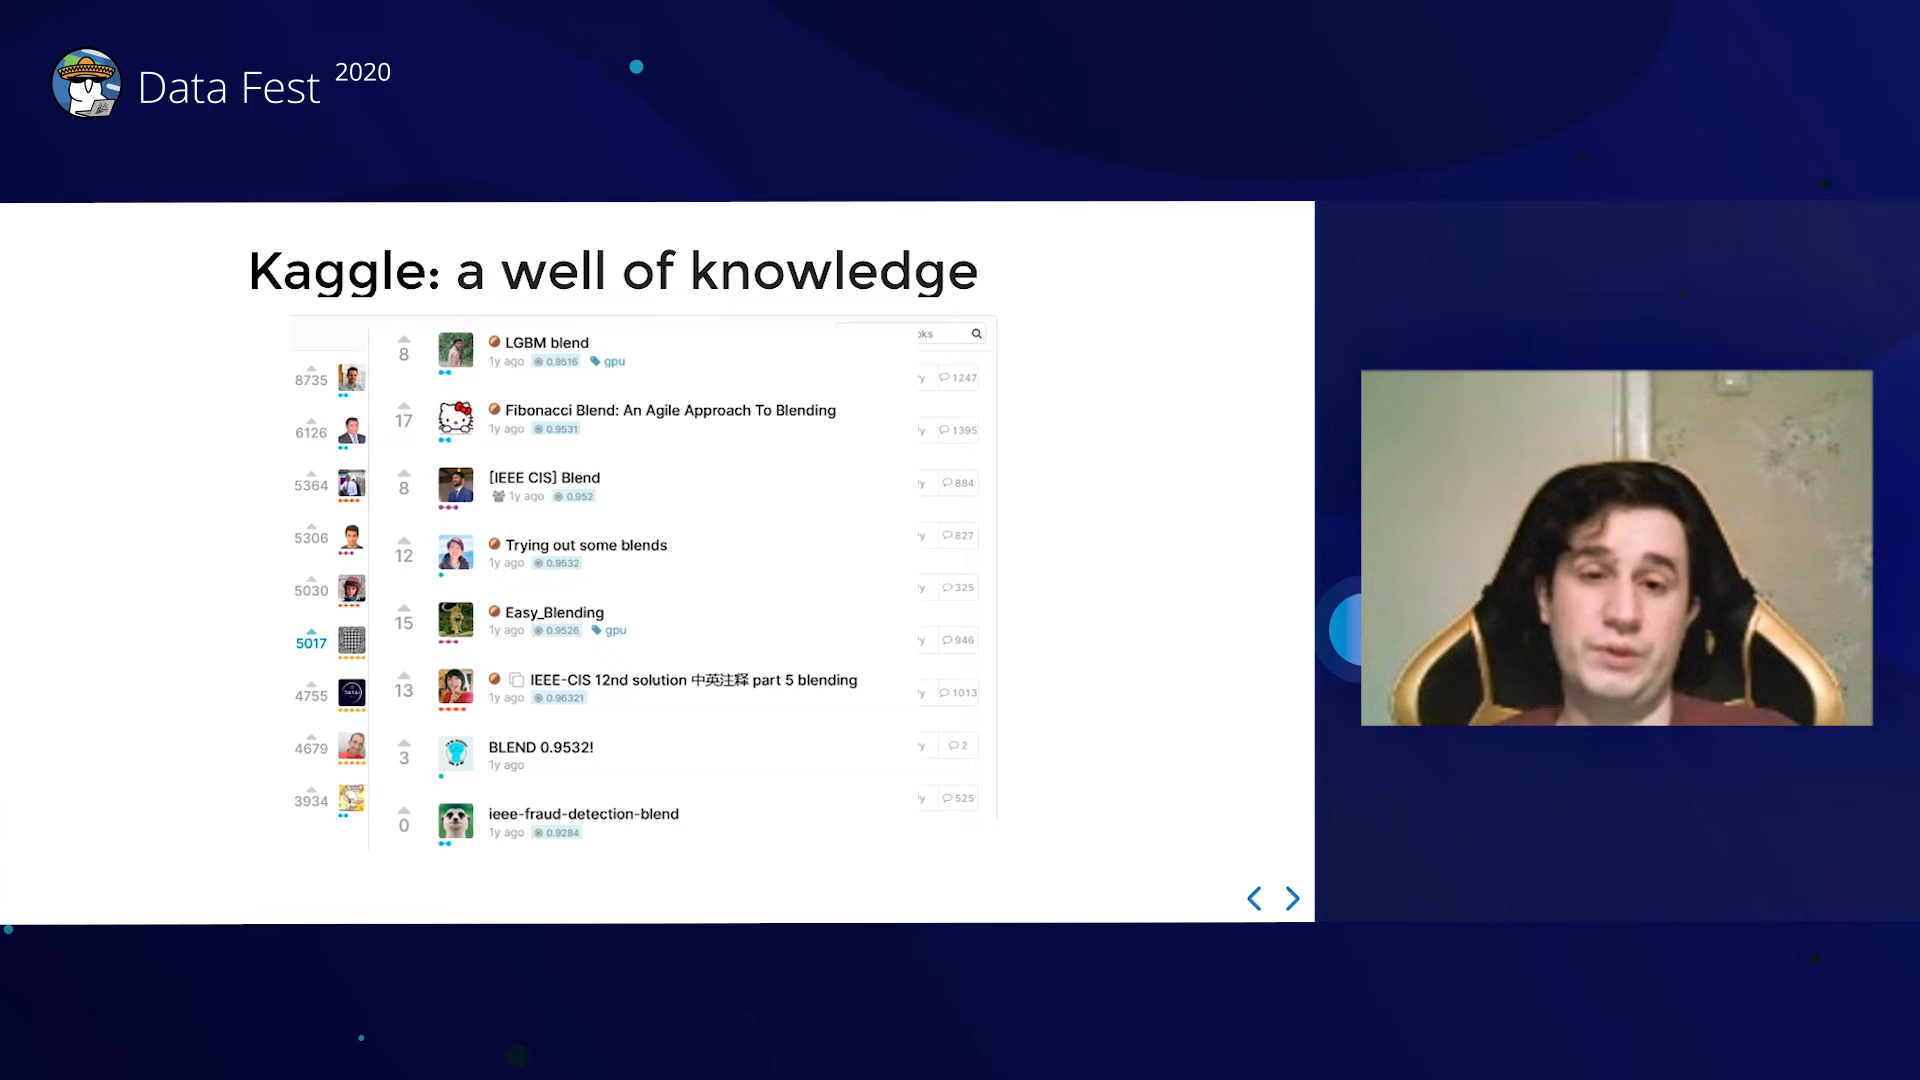 Data Fest 2020
Kaggle: a well of knowledge
oks
8735
6126
5364
5306
5030
5017
4755
4679
3934
8
LGBM blend
1y ago 0.9516 gpu
17
Fibonacci Blend: An Agile Approach To Blending
1y ago 0.9531
8
[IEEE CIS] Blend
1y ago 0.952
12
Trying out some blends
1y ago 0.9532
15
Easy_Blending
1y ago 0.9526 gpu
13
IEEE-CIS 12nd solution 中英注释 part 5 blending
1y ago 0.96321
3
BLEND 0.9532!
1y ago
0
ieee-fraud-detection-blend
1y ago 0.9284
y 1247
y 1395
y 884
y 827
y 325
y 946
y 1013
y 2
y 525